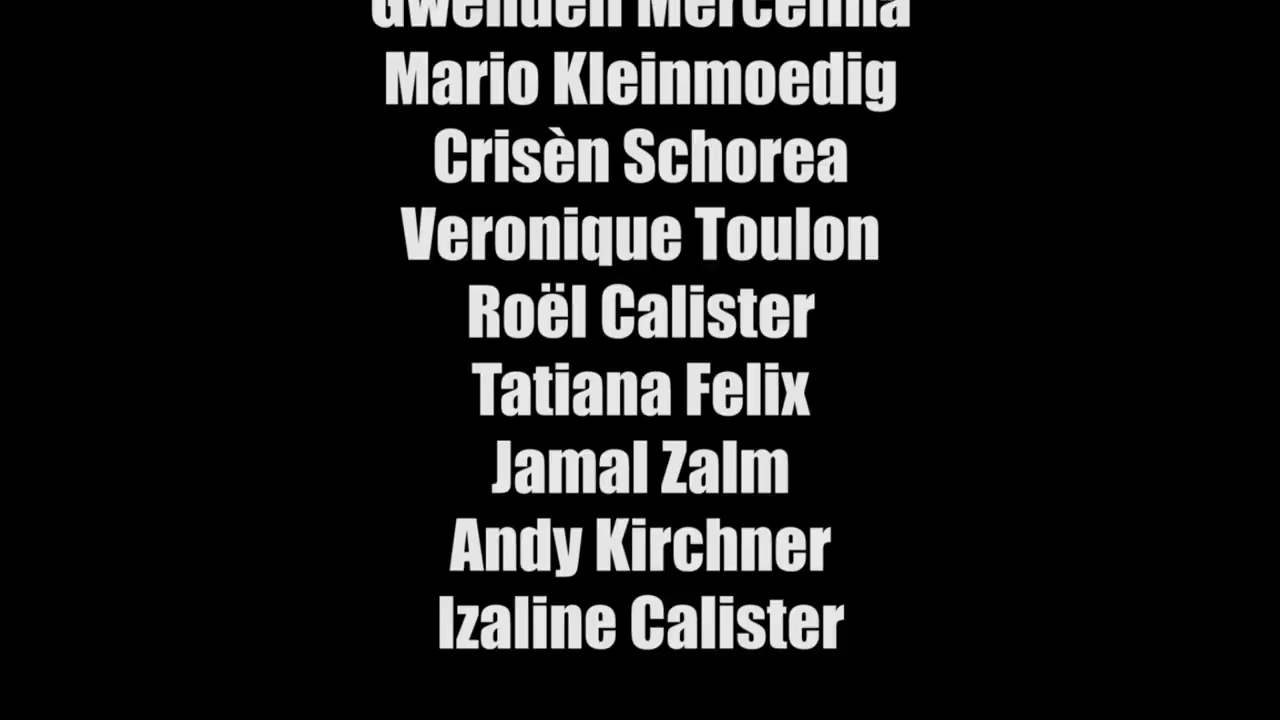 Mario Kleinmoedig
Crisèn Schorea
Veronique Toulon
Roël Calister
Tatiana Felix
Jamal Zalm
Andy Kirchner
Izaline Calister